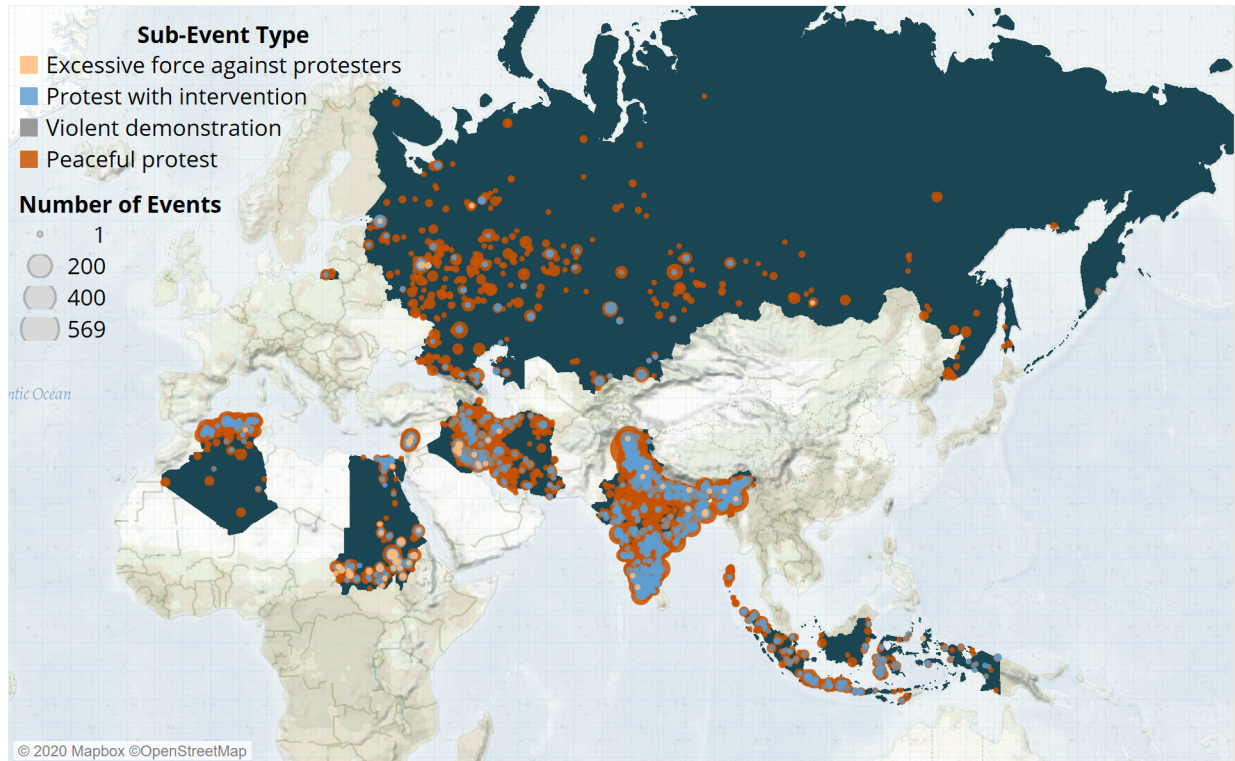 Sub-Event Type
Excessive force against protesters
Protest with intervention
Violent demonstration
Peaceful protest
Number of Events
1
200
400
569
ntic Ocean
© 2020 Mapbox ©OpenStreetMap